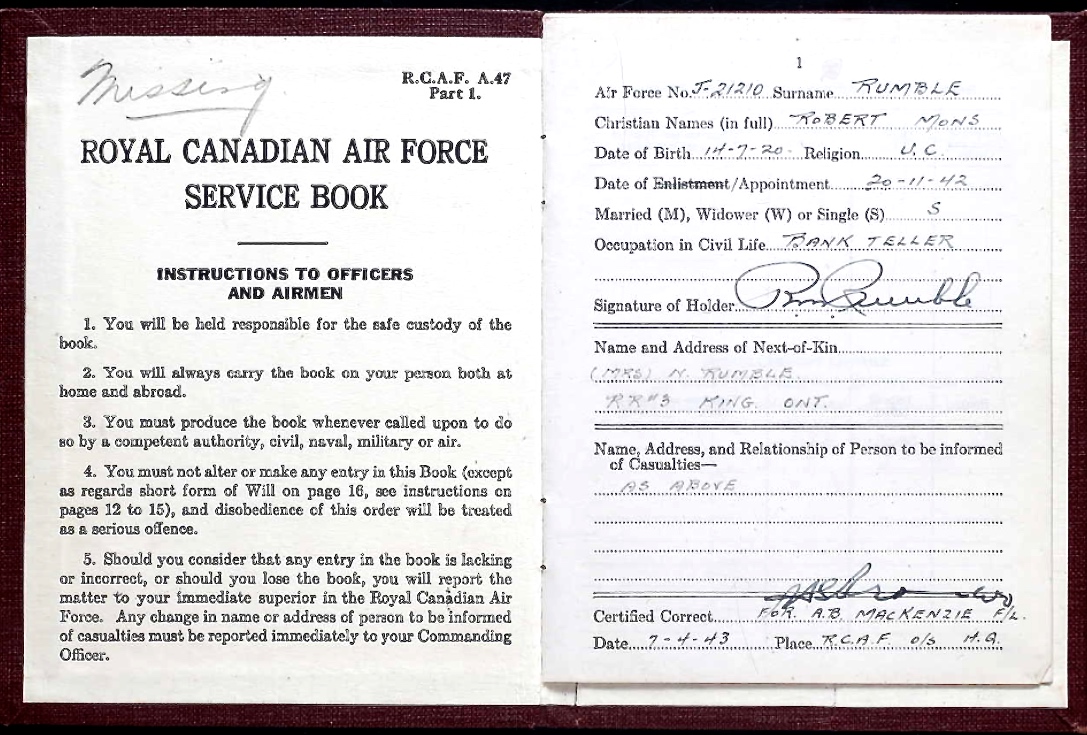 Missing
R.C.A.F. A.47
Part 1.
ROYAL CANADIAN AIR FORCE
SERVICE BOOK
INSTRUCTIONS TO OFFICERS
AND AIRMEN
1. You will be held responsible for the safe custody of the
book.
2. You will always carry the book on your person both at
home and abroad.
3. You must produce the book whenever called upon to do
so by a competent authority, civil, naval, military or air.
4. You must not alter or make any entry in this Book (except
as regards short form of Will on page 16, see instructions on
pages 12 to 15), and disobedience of this order will be treated
as a serious offence.
5. Should you consider that any entry in the book is lacking
or incorrect, or should you lose the book, you will report the
matter to your immediate superior in the Royal Canadian Air
Force. Any change in name or address of person to be informed
of casualties must be reported immediately to your Commanding
Officer.
1
Air Force No. J-21210 Surname RUMBLE
Christian Names (in full) ROBERT MONS
Date of Birth 14-7-20 Religion U.C.
Date of Enlistment/Appointment 20-11-42
Married (M), Widower (W) or Single (S) S
Occupation in Civil Life BANK TELLER
Signature of Holder RM Rumble
Name and Address of Next-of-Kin
(MRS) N. RUMBLE.
RR#3 KING. ONT.
Name, Address, and Relationship of Person to be informed
of Casualties—
AS ABOVE
Certified Correct FOR A.B. MACKENZIE F/L.
Date 7-4-43 Place R.C.A.F. O/S H.Q.